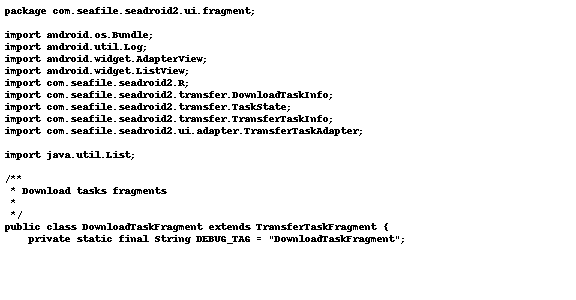 package com.seafile.seadroid2.ui.fragment;

import android.os.Bundle;
import android.util.Log;
import android.widget.AdapterView;
import android.widget.ListView;
import com.seafile.seadroid2.R;
import com.seafile.seadroid2.transfer.DownloadTaskInfo;
import com.seafile.seadroid2.transfer.TaskState;
import com.seafile.seadroid2.transfer.TransferTaskInfo;
import com.seafile.seadroid2.ui.adapter.TransferTaskAdapter;

import java.util.List;

/**
 * Download tasks fragments
 *
 */
public class DownloadTaskFragment extends TransferTaskFragment {
    private static final String DEBUG_TAG = "DownloadTaskFragment";